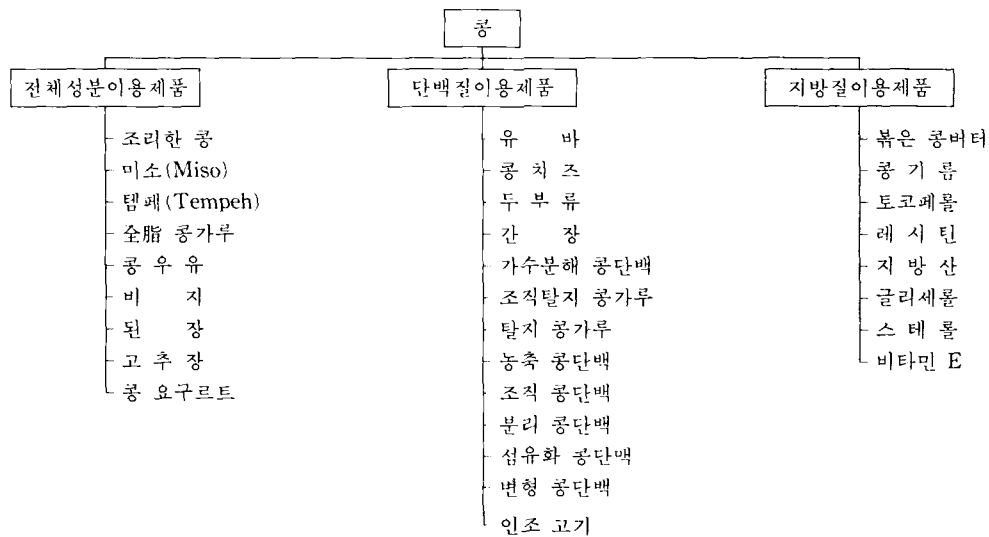 콩
전체성분이용제품
조리한 콩
미소(Miso)
템페(Tempeh)
全脂 콩가루
콩 우 유
비 지
된 장
고 추 장
콩 요구르트
단백질이용제품
유 바
콩 치 즈
두 부 류
간 장
가수분해 콩단백
조직탈지 콩가루
탈지 콩가루
농축 콩단백
조직 콩단백
분리 콩단백
섬유화 콩단맥
변형 콩단백
인조 고기
지방질이용제품
볶은 콩버터
콩 기 름
토코페롤
레 시 틴
지 방 산
글리세롤
스 테 롤
비타민 E